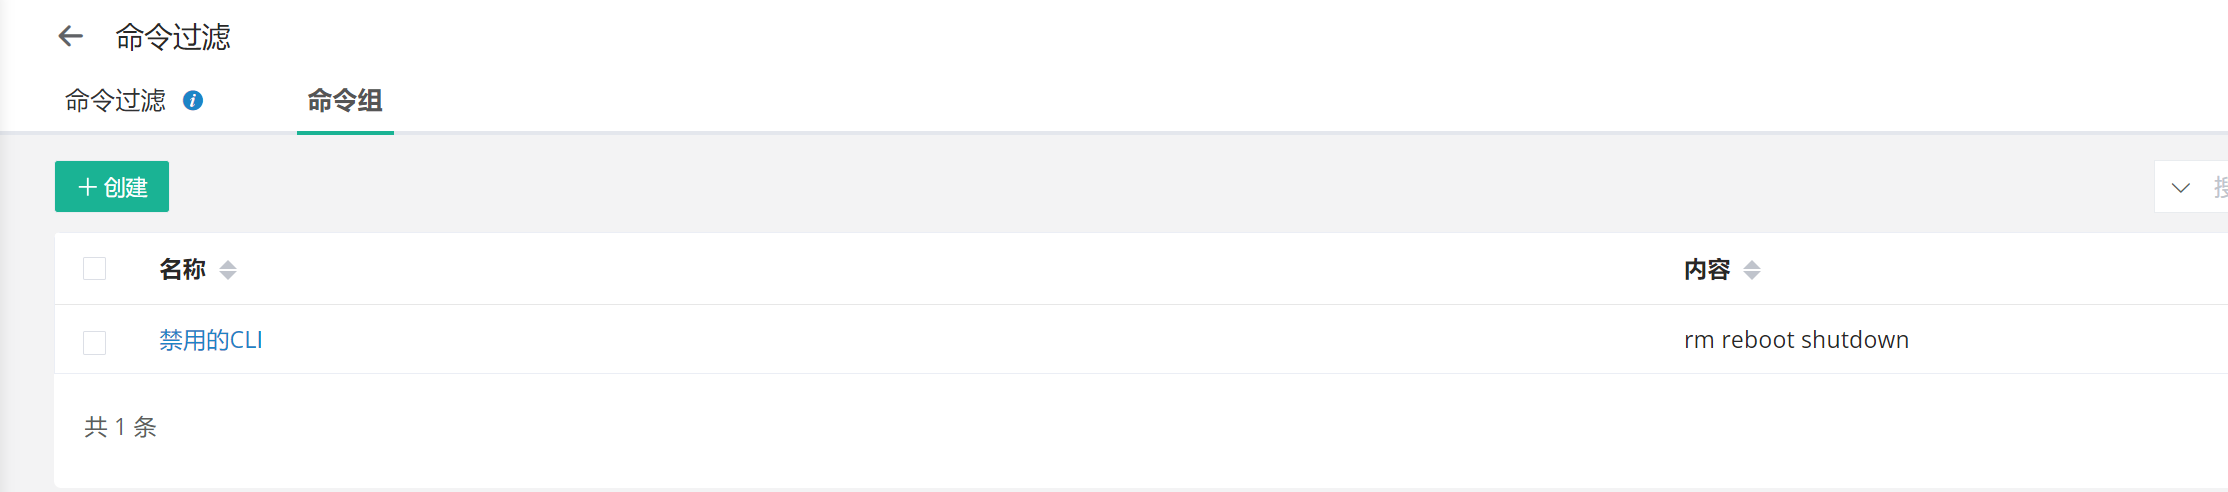 命令过滤
命令过滤 命令组
创建
名称 内容
禁用的CLI rm reboot shutdown
共 1 条